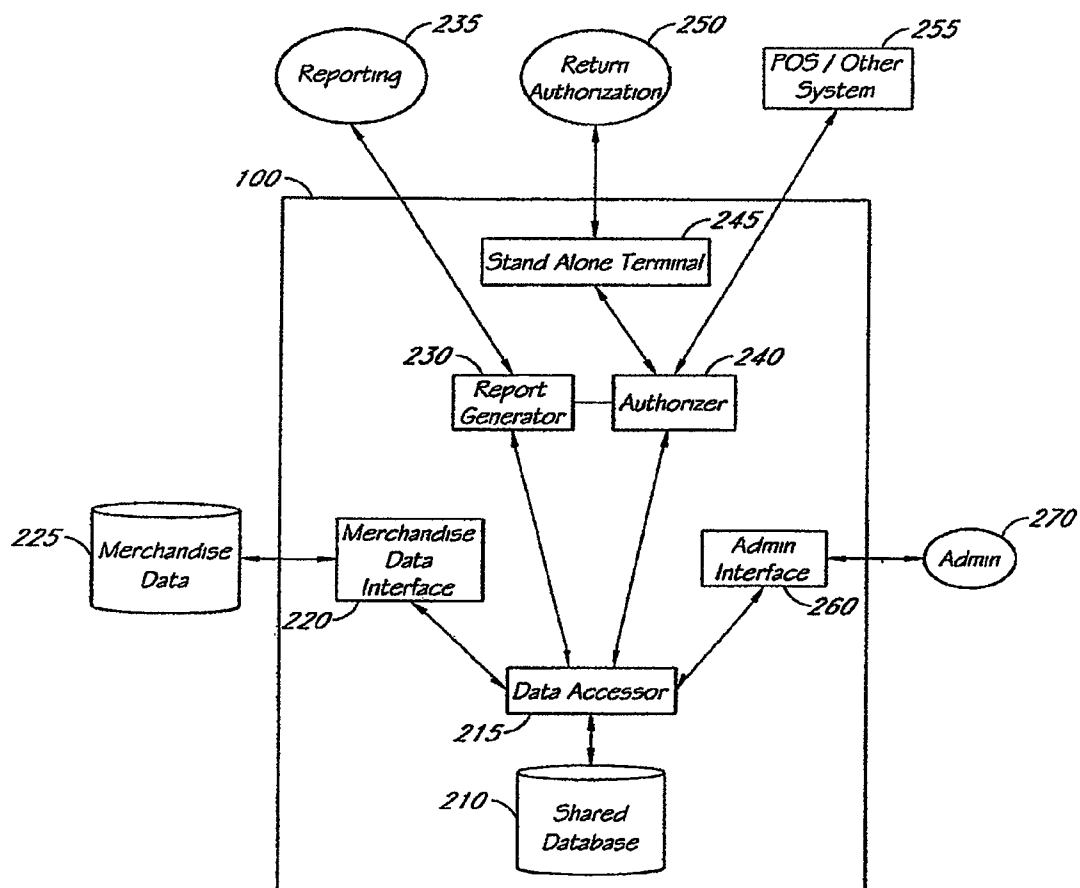 235
Reporting
250
Return
Authorization
255
POS / Other
System
100
245
Stand Alone Terminal
230
Report
Generator
240
Authorizer
225
Merchandise
Data
Merchandise
Data
Interface
220
Admin
Interface
260
270
Admin
Data Accessor
215
210
Shared
Database